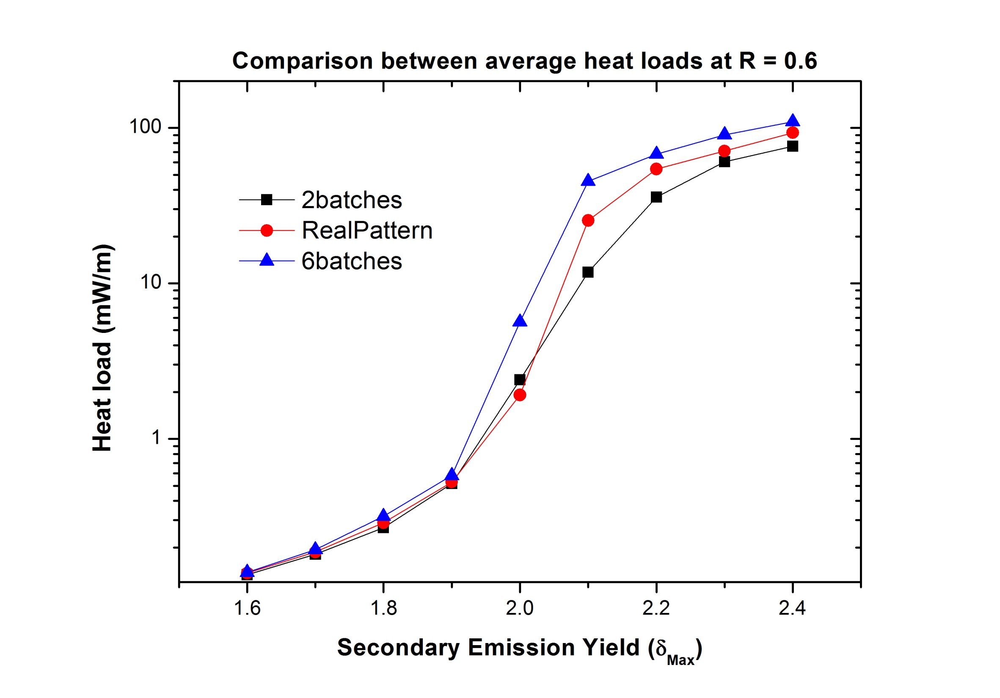 Comparison between average heat loads at R = 0.6
100
10
1
Heat load (mW/m)
2batches
RealPattern
6batches
1.6 1.8 2.0 2.2 2.4
Secondary Emission Yield (δMax)